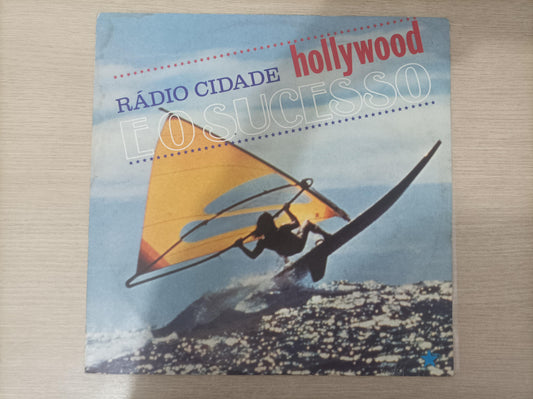 hollywood
RÁDIO CIDADE
E O SUCESSO